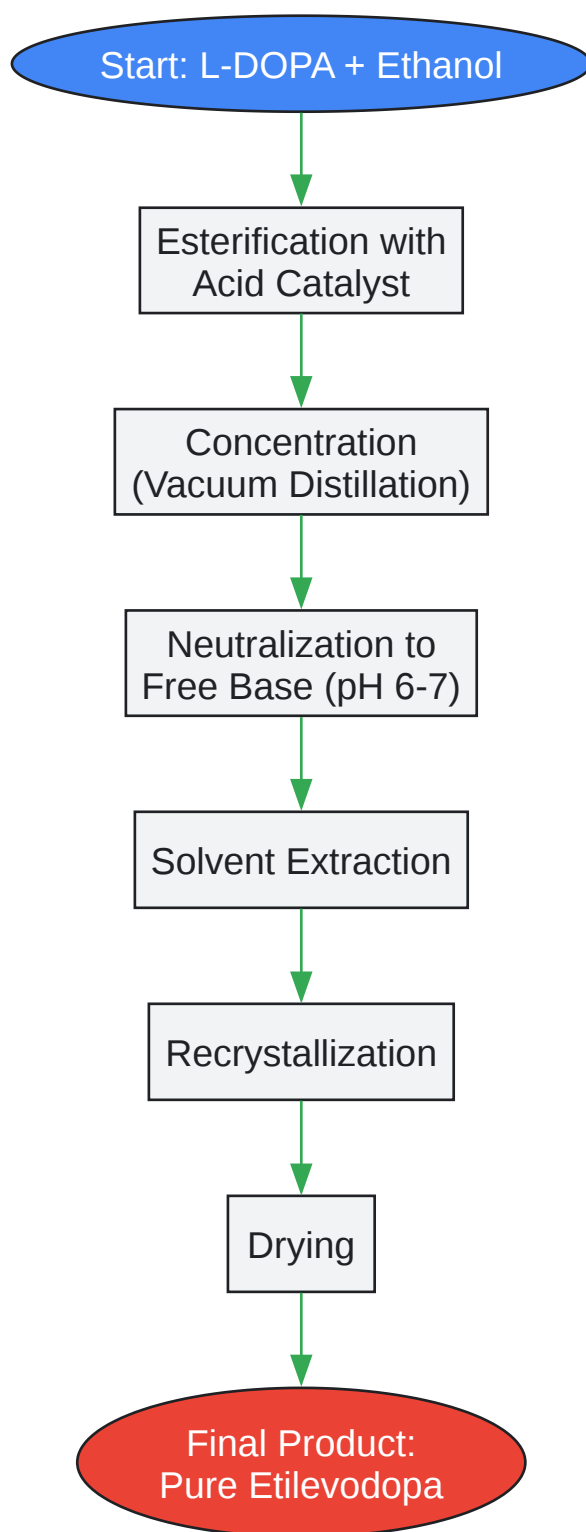 Start: L-DOPA + Ethanol
Esterification with
Acid Catalyst
Concentration
(Vacuum Distillation)
Neutralization to
Free Base (pH 6-7)
Solvent Extraction
Recrystallization
Drying
Final Product:
Pure Etilevodopa